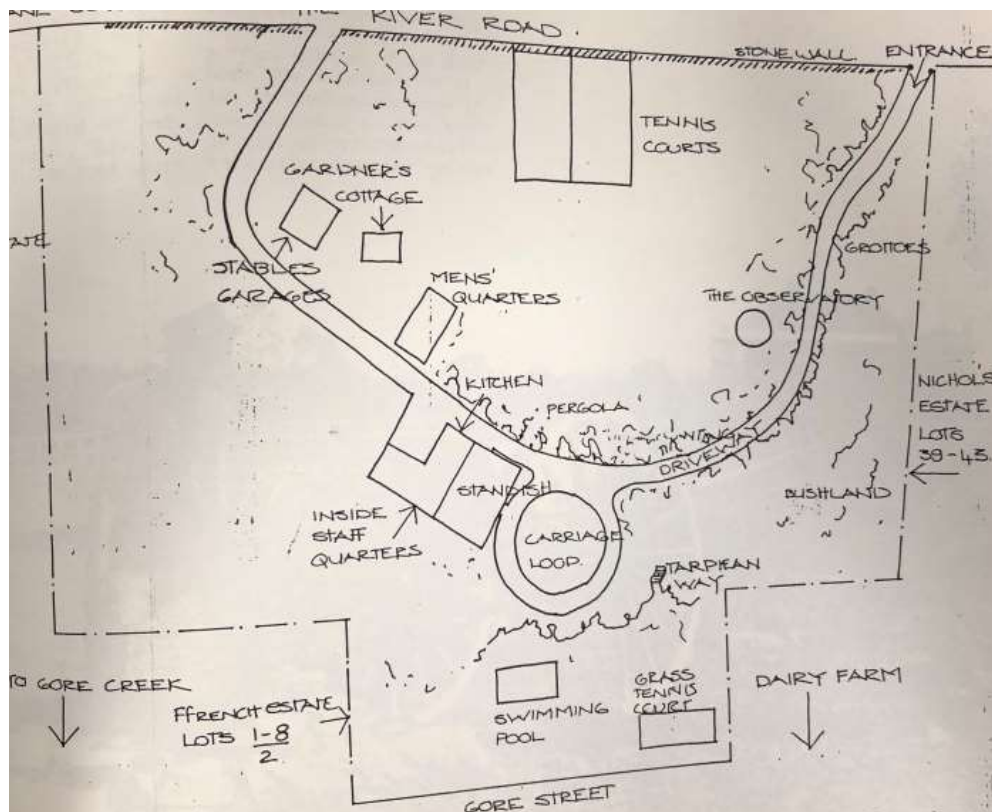 RIVER ROAD.
STONE WALL ENTRANCE
TENNIS
COURTS
GARDNER'S
COTTAGE
STABLES
GARAGES
MENS'
QUARTERS
GROTTOES
THE OBSERVATORY
KITCHEN
PERGOLA
NICHOLS
ESTATE
LOTS
39-43.
DRIVEWAY
STANDISH
BUSHLAND
INSIDE
STAFF
QUARTERS
CARRIAGE
LOOP.
TARPIEAN
WAY
TO GORE CREEK
FFRENCH ESTATE
LOTS 1-8
2
SWIMMING
POOL
GRASS
TENNIS
COURT
DAIRY FARM
GORE STREET